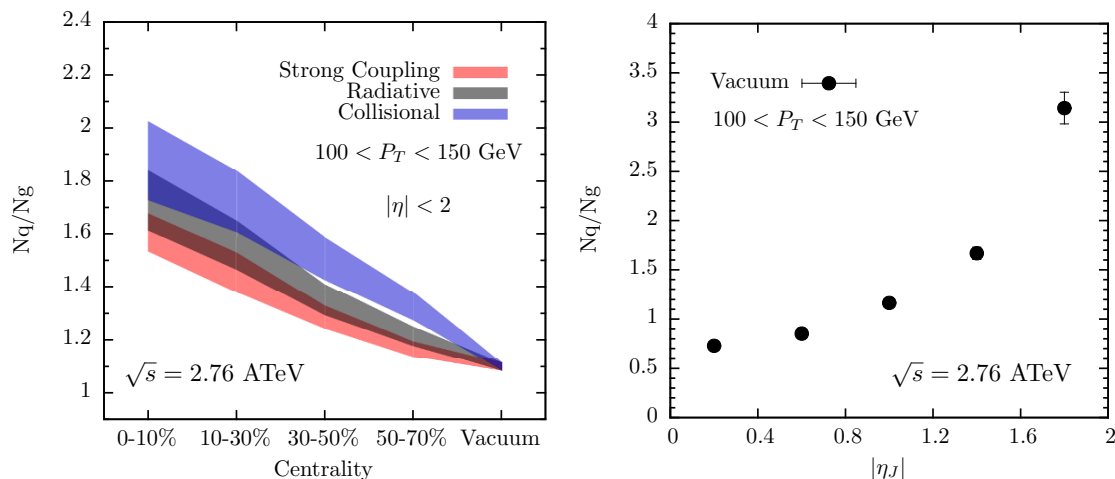 2.4
2.2
2
1.8
1.6
1.4
1.2
1
Nq/Ng
Strong Coupling
Radiative
Collisional
100 < P_T < 150 GeV
|η| < 2
√s = 2.76 ATeV
0-10% 10-30% 30-50% 50-70% Vacuum
Centrality
4
3.5
3
2.5
2
1.5
1
0.5
0
Nq/Ng
Vacuum
100 < P_T < 150 GeV
√s = 2.76 ATeV
0 0.4 0.8 1.2 1.6 2
|η_J|